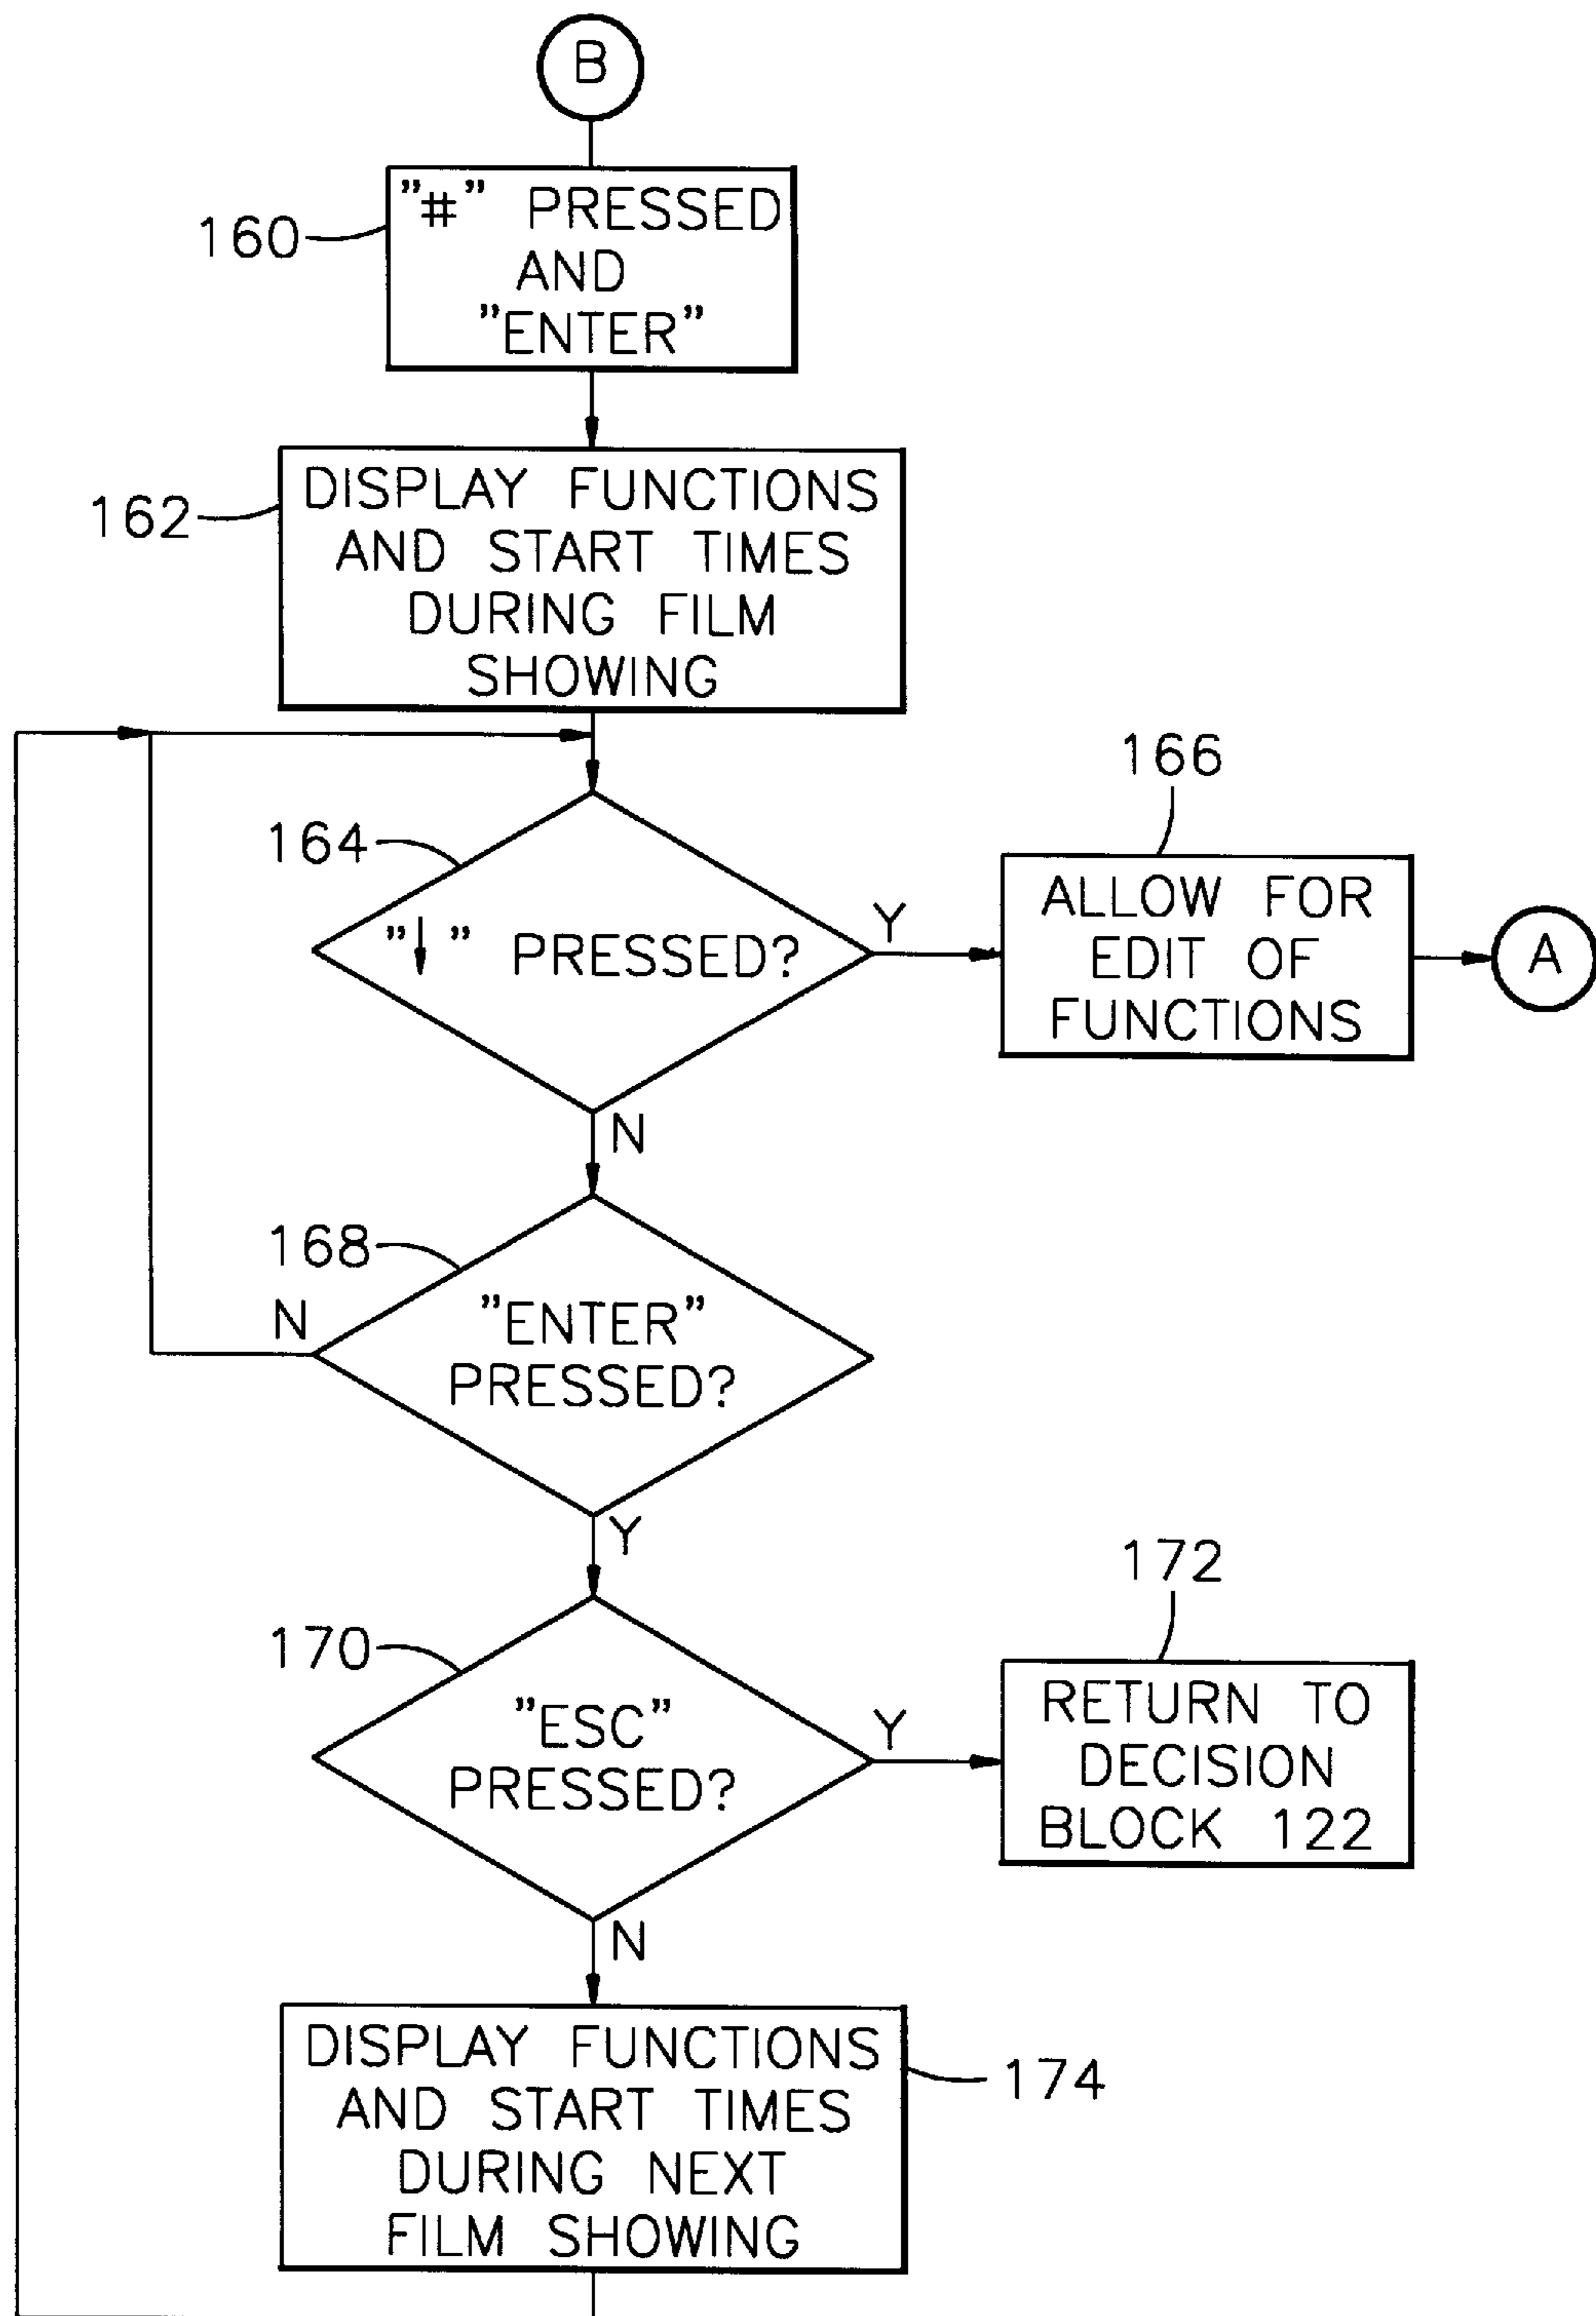 B
160
”#” PRESSED
AND
”ENTER”
162
DISPLAY FUNCTIONS
AND START TIMES
DURING FILM
SHOWING
164
”↓ ” PRESSED?
Y
N
166
ALLOW FOR
EDIT OF
FUNCTIONS
A
168
N
”ENTER”
PRESSED?
Y
170
”ESC”
PRESSED?
Y
N
172
RETURN TO
DECISION
BLOCK 122
DISPLAY FUNCTIONS
AND START TIMES
DURING NEXT
FILM SHOWING
174